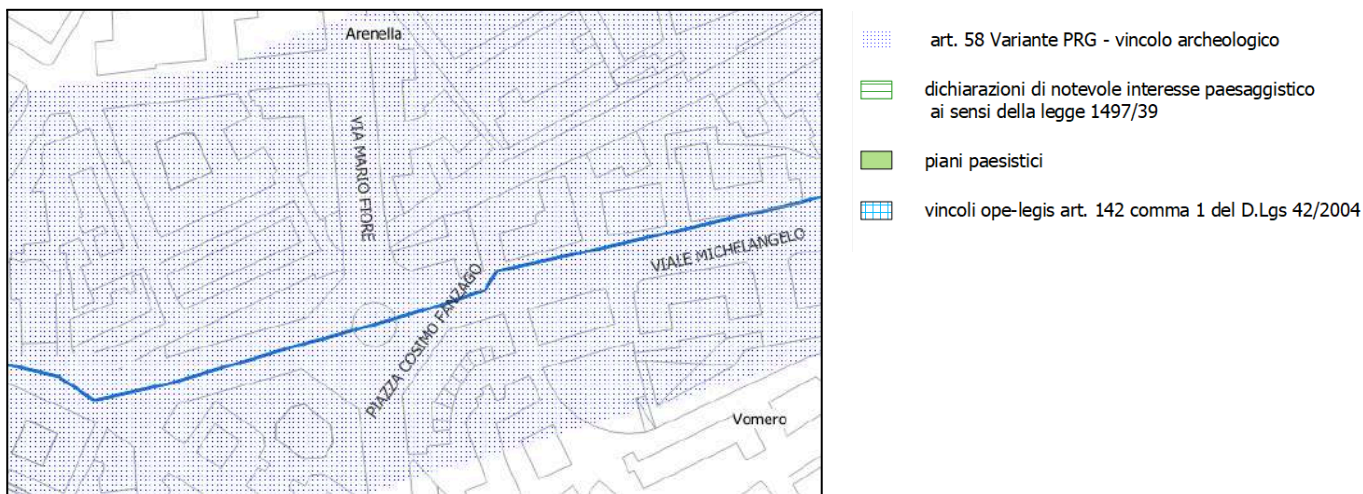 Arenella
VIA MARIO FIORE
PIAZZA COSIMO FANZAGO
VIALE MICHELANGELO
Vomero
art. 58 Variante PRG - vincolo archeologico
dichiarazioni di notevole interesse paesaggistico
ai sensi della legge 1497/39
piani paesistici
vincoli ope-legis art. 142 comma 1 del D.Lgs 42/2004